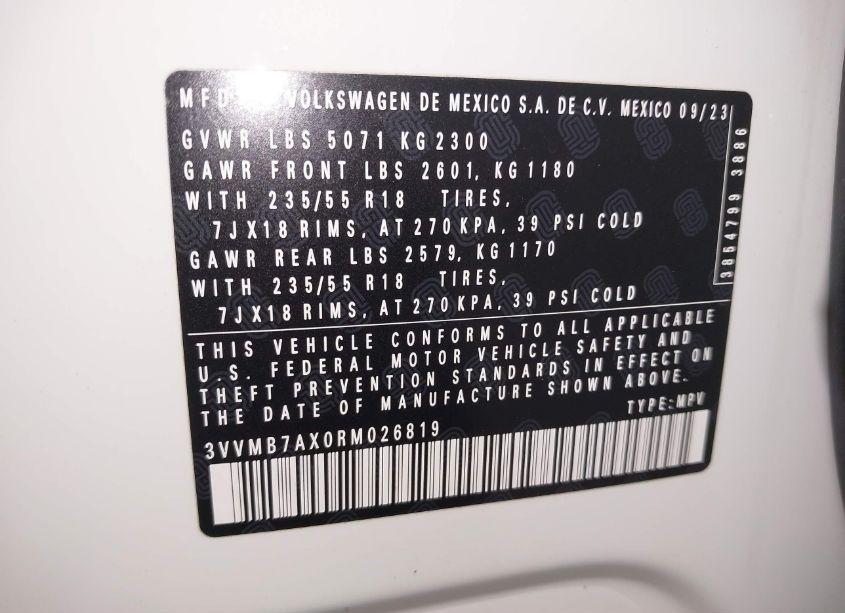 MFD VOLKSWAGEN DE MEXICO S.A. DE C.V. MEXICO 09/23
GVWR LBS 5071 KG 2300
GAWR FRONT LBS 2601, KG 1180
WITH 235/55 R18 TIRES,
7JX18 RIMS, AT 270 KPA, 39 PSI COLD
GAWR REAR LBS 2579, KG 1170
WITH 235/55 R18 TIRES,
7JX18 RIMS, AT 270 KPA, 39 PSI COLD
3854799 3886
THIS VEHICLE CONFORMS TO ALL APPLICABLE
U.S. FEDERAL MOTOR VEHICLE SAFETY AND
THEFT PREVENTION STANDARDS IN EFFECT ON
THE DATE OF MANUFACTURE SHOWN ABOVE.
TYPE: MPV
3VVMB7AX0RM026819